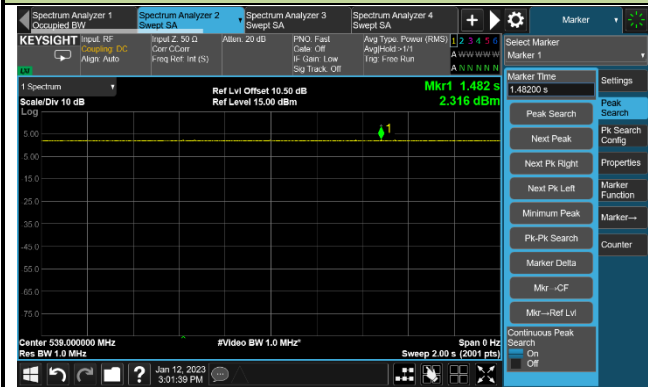 Spectrum Analyzer 1
Occupied BW
Spectrum Analyzer 2
Swept SA
Spectrum Analyzer 3
Swept SA
Spectrum Analyzer 4
Swept SA
+
Marker
KEYSIGHT
Input: RF
Coupling: DC
Align: Auto
Input Z: 50 Ω
Corr CCorr
Freq Ref: Int (S)
Atten: 20 dB
PNO: Fast
Gate: Off
IF Gain: Low
Sig Track: Off
Avg Type: Power (RMS)
Avg|Hold:>1/1
Trig: Free Run
1 2 3 4 5 6
A W W W W W
A N N N N N
LV
Select Marker
Marker 1
1 Spectrum
Scale/Div 10 dB
Ref Lvl Offset 10.50 dB
Ref Level 15.00 dBm
Mkr1 1.482 s
2.316 dBm
Log
5.00
-5.00
-15.0
-25.0
-35.0
-45.0
-55.0
-65.0
-75.0
1
Center 539.000000 MHz
Res BW 1.0 MHz
#Video BW 1.0 MHz*
Span 0 Hz
Sweep 2.00 s (2001 pts)
Marker Time
1.48200 s
Peak Search
Next Peak
Next Pk Right
Next Pk Left
Minimum Peak
Pk-Pk Search
Marker Delta
Mkr→CF
Mkr→Ref Lvl
Continuous Peak
Search
On
Off
Settings
Peak
Search
Pk Search
Config
Properties
Marker
Function
Marker→
Counter
?
Jan 12, 2023
3:01:39 PM